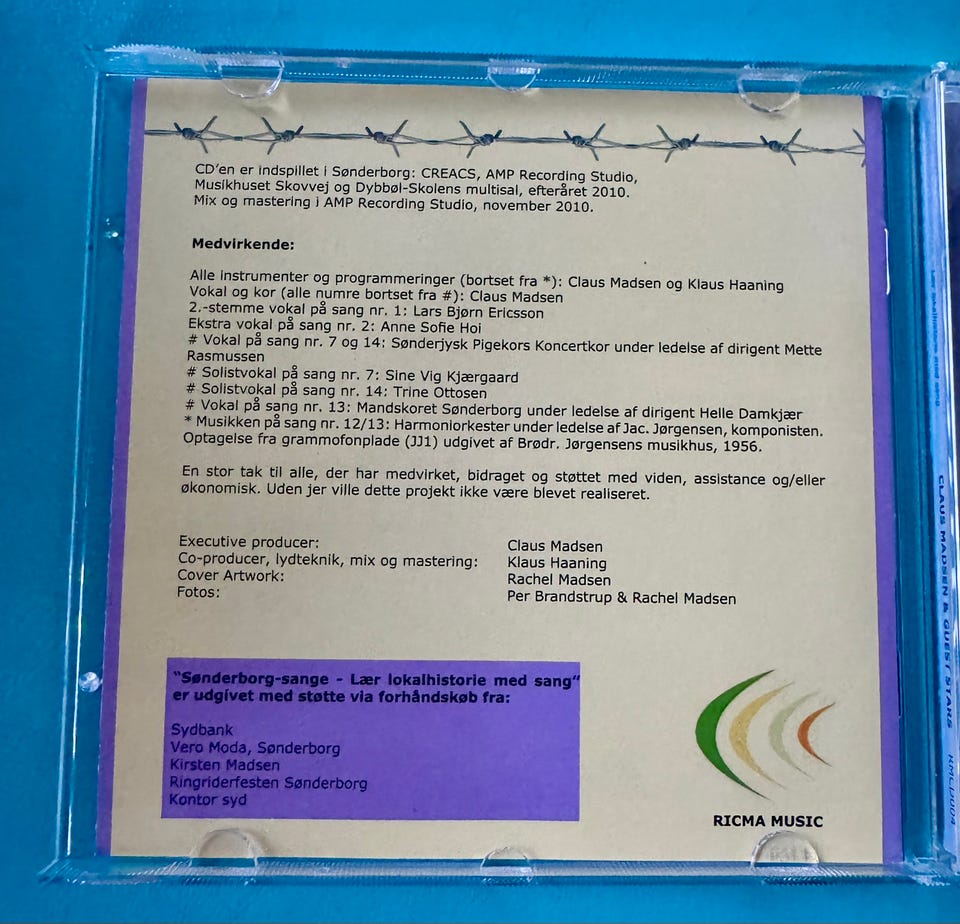 CD'en er indspillet i Sønderborg: CREACS, AMP Recording Studio,
Musikhuset Skovvej og Dybbøl-Skolens multisal, efteråret 2010.
Mix og mastering i AMP Recording Studio, november 2010.
Medvirkende:
Alle instrumenter og programmeringer (bortset fra *): Claus Madsen og Klaus Haaning
Vokal og kor (alle numre bortset fra #): Claus Madsen
2.-stemme vokal på sang nr. 1: Lars Bjørn Ericsson
Ekstra vokal på sang nr. 2: Anne Sofie Hoi
# Vokal på sang nr. 7 og 14: Sønderjysk Pigekors Koncertkor under ledelse af dirigent Mette
Rasmussen
# Solistvokal på sang nr. 7: Sine Vig Kjærgaard
# Solistvokal på sang nr. 14: Trine Ottosen
# Vokal på sang nr. 13: Mandskoret Sønderborg under ledelse af dirigent Helle Damkjær
* Musikken på sang nr. 12/13: Harmoniorkester under ledelse af Jac. Jørgensen, komponisten.
Optagelse fra grammofonplade (JJ1) udgivet af Brødr. Jørgensens musikhus, 1956.
En stor tak til alle, der har medvirket, bidraget og støttet med viden, assistance og/eller
økonomisk. Uden jer ville dette projekt ikke være blevet realiseret.
Executive producer: Claus Madsen
Co-producer, lydteknik, mix og mastering: Klaus Haaning
Cover Artwork: Rachel Madsen
Fotos: Per Brandstrup & Rachel Madsen
"Sønderborg-sange - Lær lokalhistorie med sang"
er udgivet med støtte via forhåndskøb fra:
Sydbank
Vero Moda, Sønderborg
Kirsten Madsen
Ringriderfesten Sønderborg
Kontor syd
RICMA MUSIC
Lær lokalhistorie med sang
CLAUS MADSEN & GUEST STARS
RMCD004